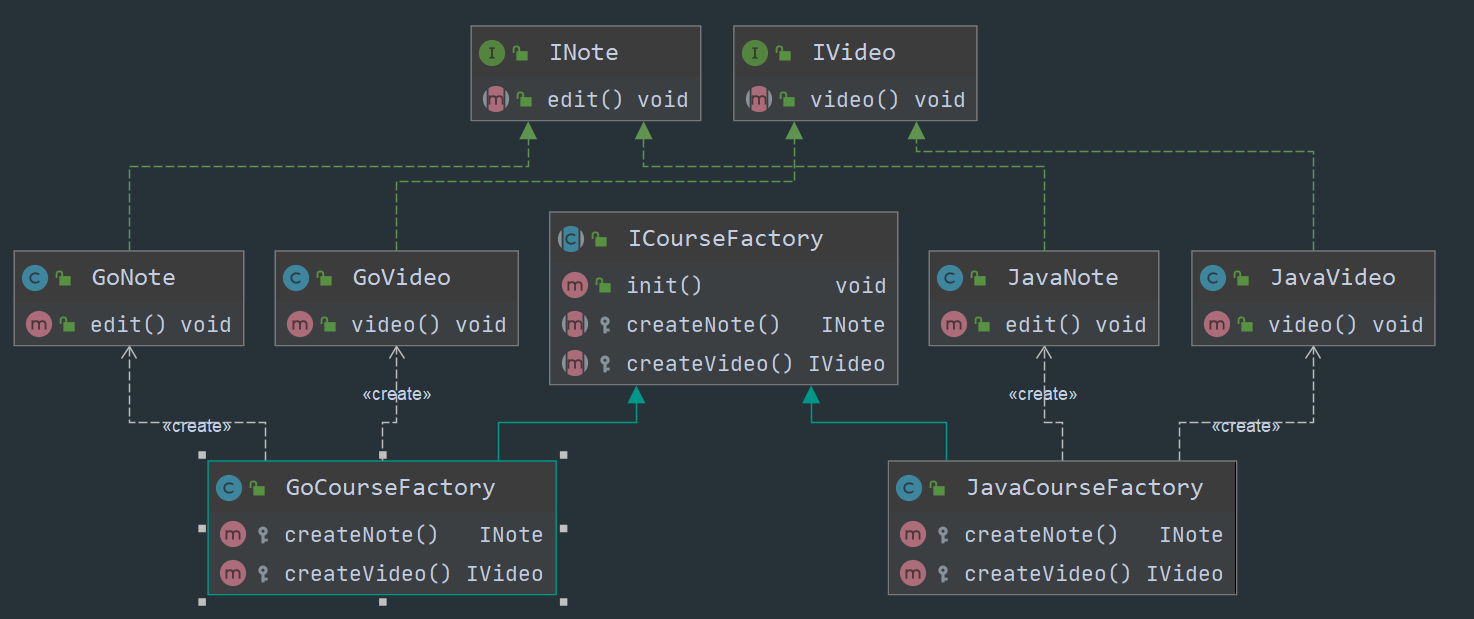 INote
edit() void
IVideo
video() void
ICourseFactory
init() void
createNote() INote
createVideo() IVideo
GoNote
edit() void
GoVideo
video() void
JavaNote
edit() void
JavaVideo
video() void
«create»
«create»
«create»
«create»
GoCourseFactory
createNote() INote
createVideo() IVideo
JavaCourseFactory
createNote() INote
createVideo() IVideo